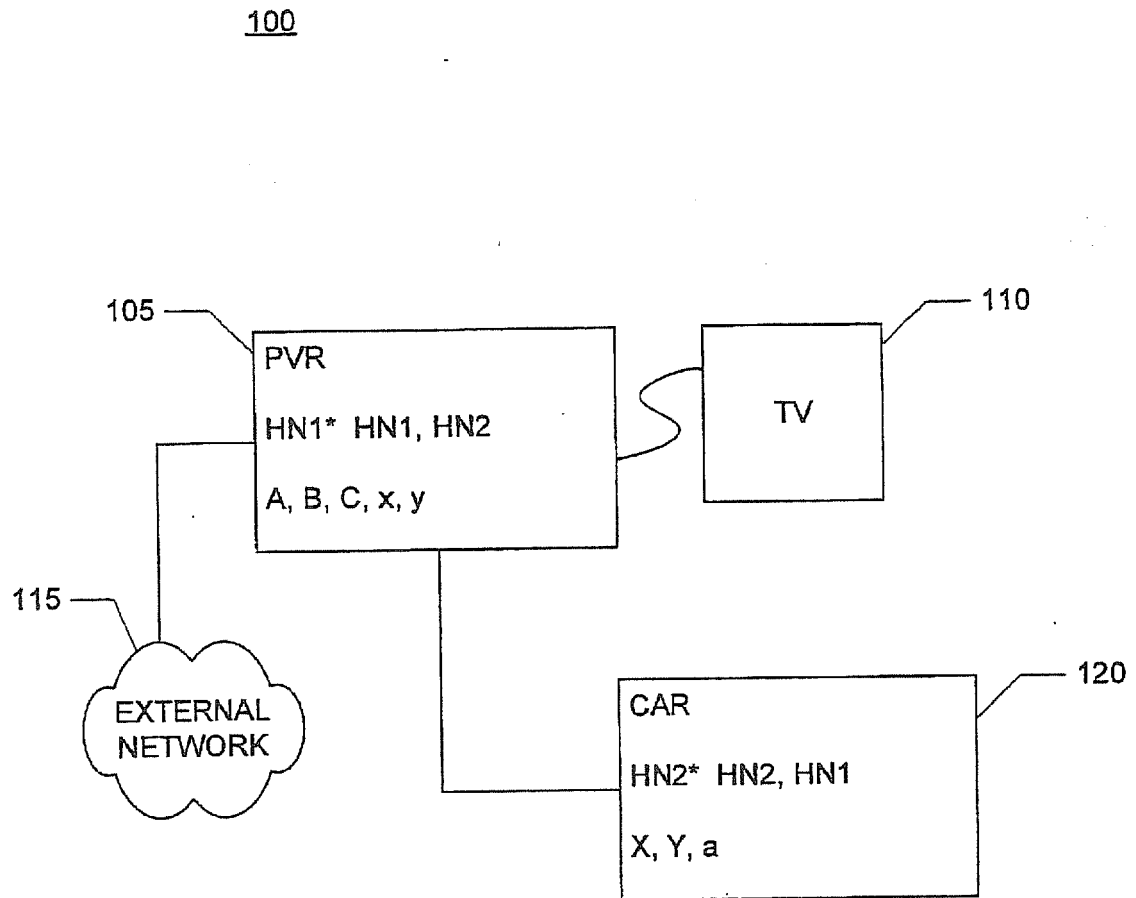 100
105
110
PVR
HN1* HN1, HN2
A, B, C, x, y
TV
115
EXTERNAL
NETWORK
120
CAR
HN2* HN2, HN1
X, Y, a